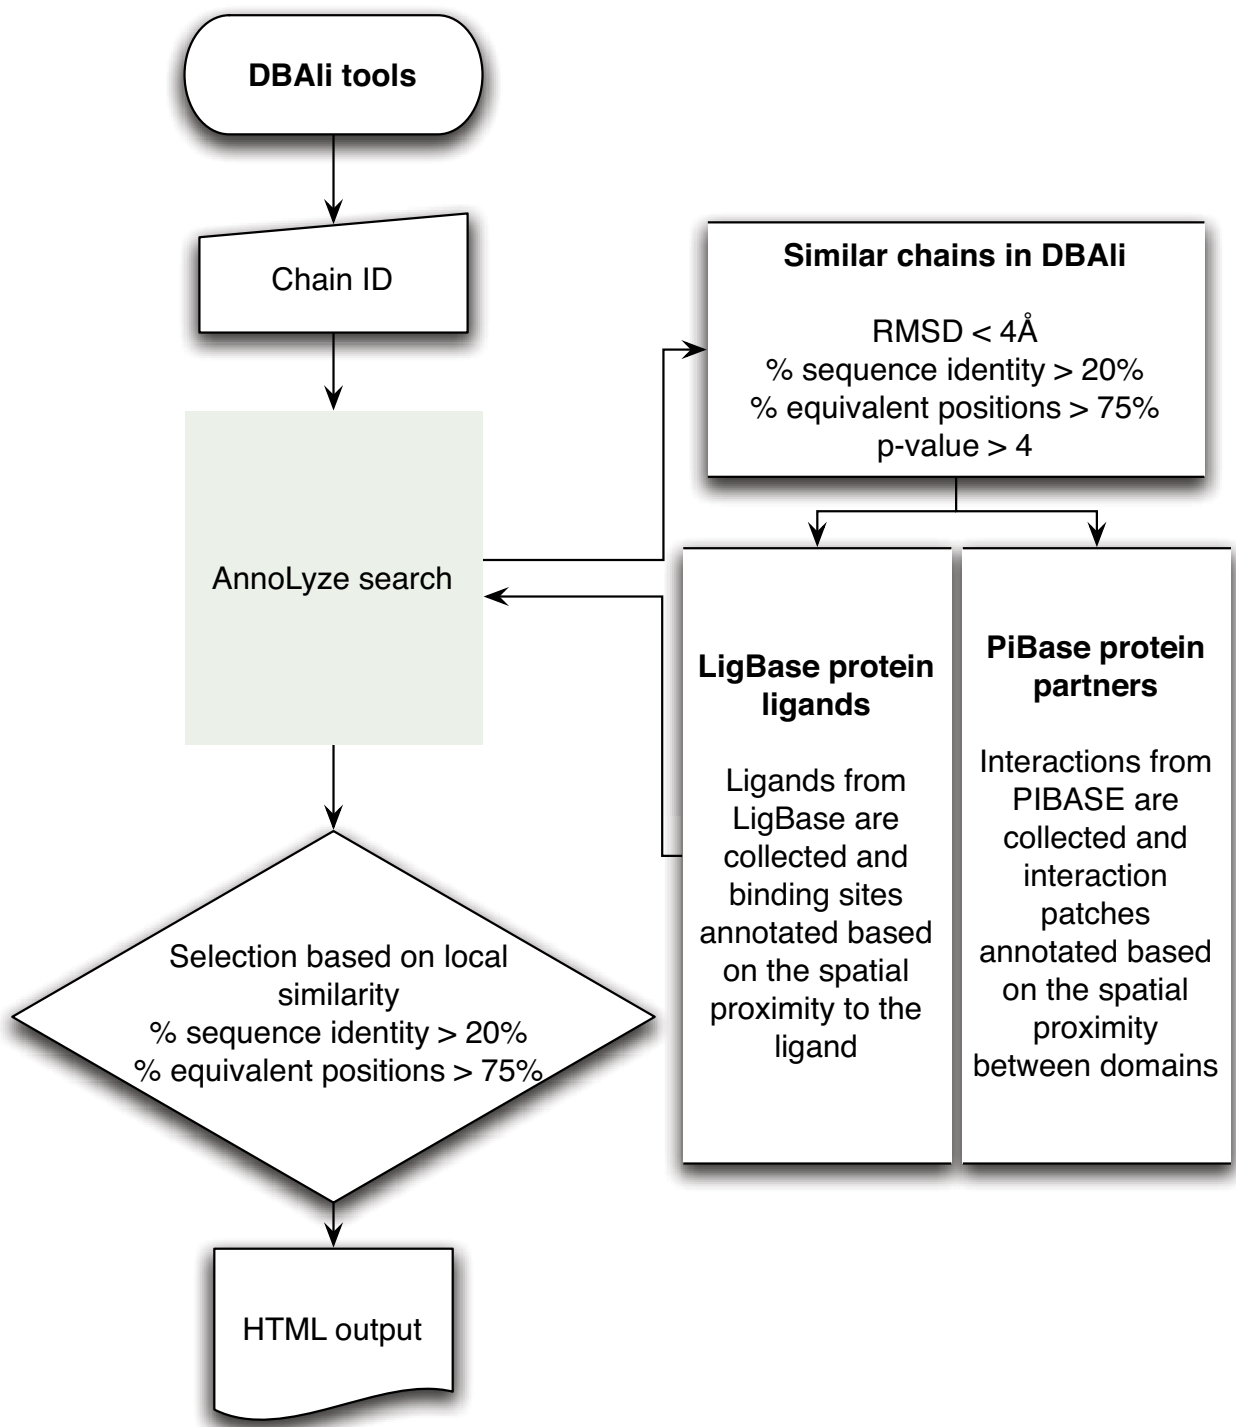 DBAli tools
Chain ID
AnnoLyze search
Selection based on local
similarity
% sequence identity > 20%
% equivalent positions > 75%
HTML output
Similar chains in DBAli
RMSD < 4Å
% sequence identity > 20%
% equivalent positions > 75%
p-value > 4
LigBase protein
ligands
Ligands from
LigBase are
collected and
binding sites
annotated based
on the spatial
proximity to the
ligand
PiBase protein
partners
Interactions from
PIBASE are
collected and
interaction
patches
annotated based
on the spatial
proximity
between domains